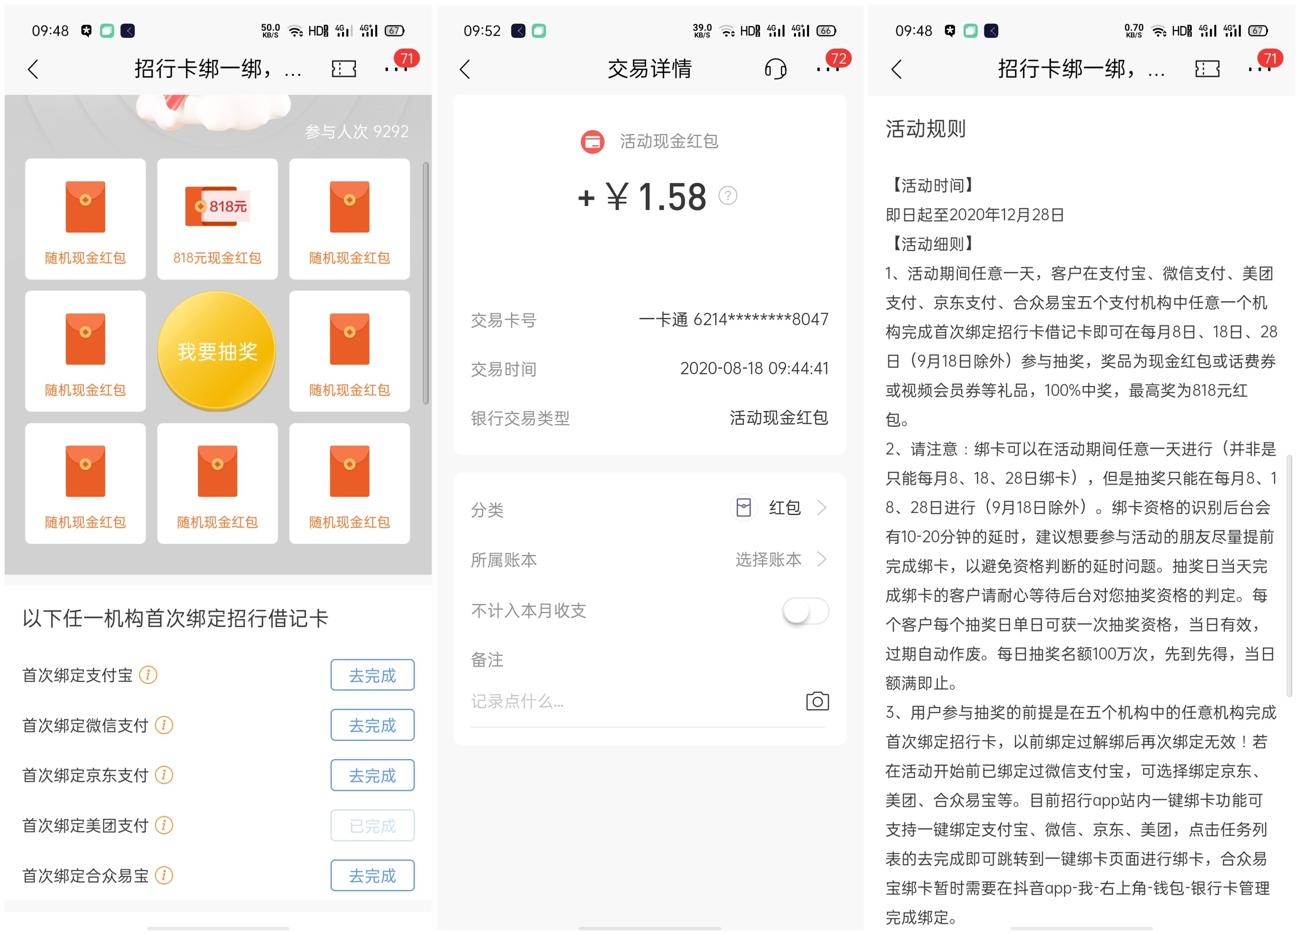 09:48
50.0
KB/S
HD
4G
4G+
67
招行卡绑一绑，...
71
参与人次 9292
随机现金红包
818元
818元现金红包
随机现金红包
随机现金红包
我要抽奖
随机现金红包
随机现金红包
随机现金红包
随机现金红包
以下任一机构首次绑定招行借记卡
首次绑定支付宝
去完成
首次绑定微信支付
去完成
首次绑定京东支付
去完成
首次绑定美团支付
已完成
首次绑定合众易宝
去完成
09:52
39.0
KB/S
HD
4G
4G+
66
交易详情
72
活动现金红包
+ ¥ 1.58
?
交易卡号
一卡通 6214********8047
交易时间
2020-08-18 09:44:41
银行交易类型
活动现金红包
分类
红包
所属账本
选择账本
不计入本月收支
备注
记录点什么...
09:48
0.70
KB/S
HD
4G
4G+
67
招行卡绑一绑，...
71
活动规则
【活动时间】
即日起至2020年12月28日
【活动细则】
1、活动期间任意一天，客户在支付宝、微信支付、美团
支付、京东支付、合众易宝五个支付机构中任意一个机
构完成首次绑定招行卡借记卡即可在每月8日、18日、28
日（9月18日除外）参与抽奖，奖品为现金红包或话费券
或视频会员券等礼品，100%中奖，最高奖为818元红
包。
2、请注意：绑卡可以在活动期间任意一天进行（并非是
只能每月8、18、28日绑卡），但是抽奖只能在每月8、1
8、28日进行（9月18日除外）。绑卡资格的识别后台会
有10-20分钟的延时，建议想要参与活动的朋友尽量提前
完成绑卡，以避免资格判断的延时问题。抽奖日当天完
成绑卡的客户请耐心等待后台对您抽奖资格的判定。每
个客户每个抽奖日单日可获一次抽奖资格，当日有效，
过期自动作废。每日抽奖名额100万次，先到先得，当日
额满即止。
3、用户参与抽奖的前提是在五个机构中的任意机构完成
首次绑定招行卡，以前绑定过解绑后再次绑定无效！若
在活动开始前已绑定过微信支付宝，可选择绑定京东、
美团、合众易宝等。目前招行app站内一键绑卡功能可
支持一键绑定支付宝、微信、京东、美团，点击任务列
表的去完成即可跳转到一键绑卡页面进行绑卡，合众易
宝绑卡暂时需要在抖音app-我-右上角-钱包-银行卡管理
完成绑定。